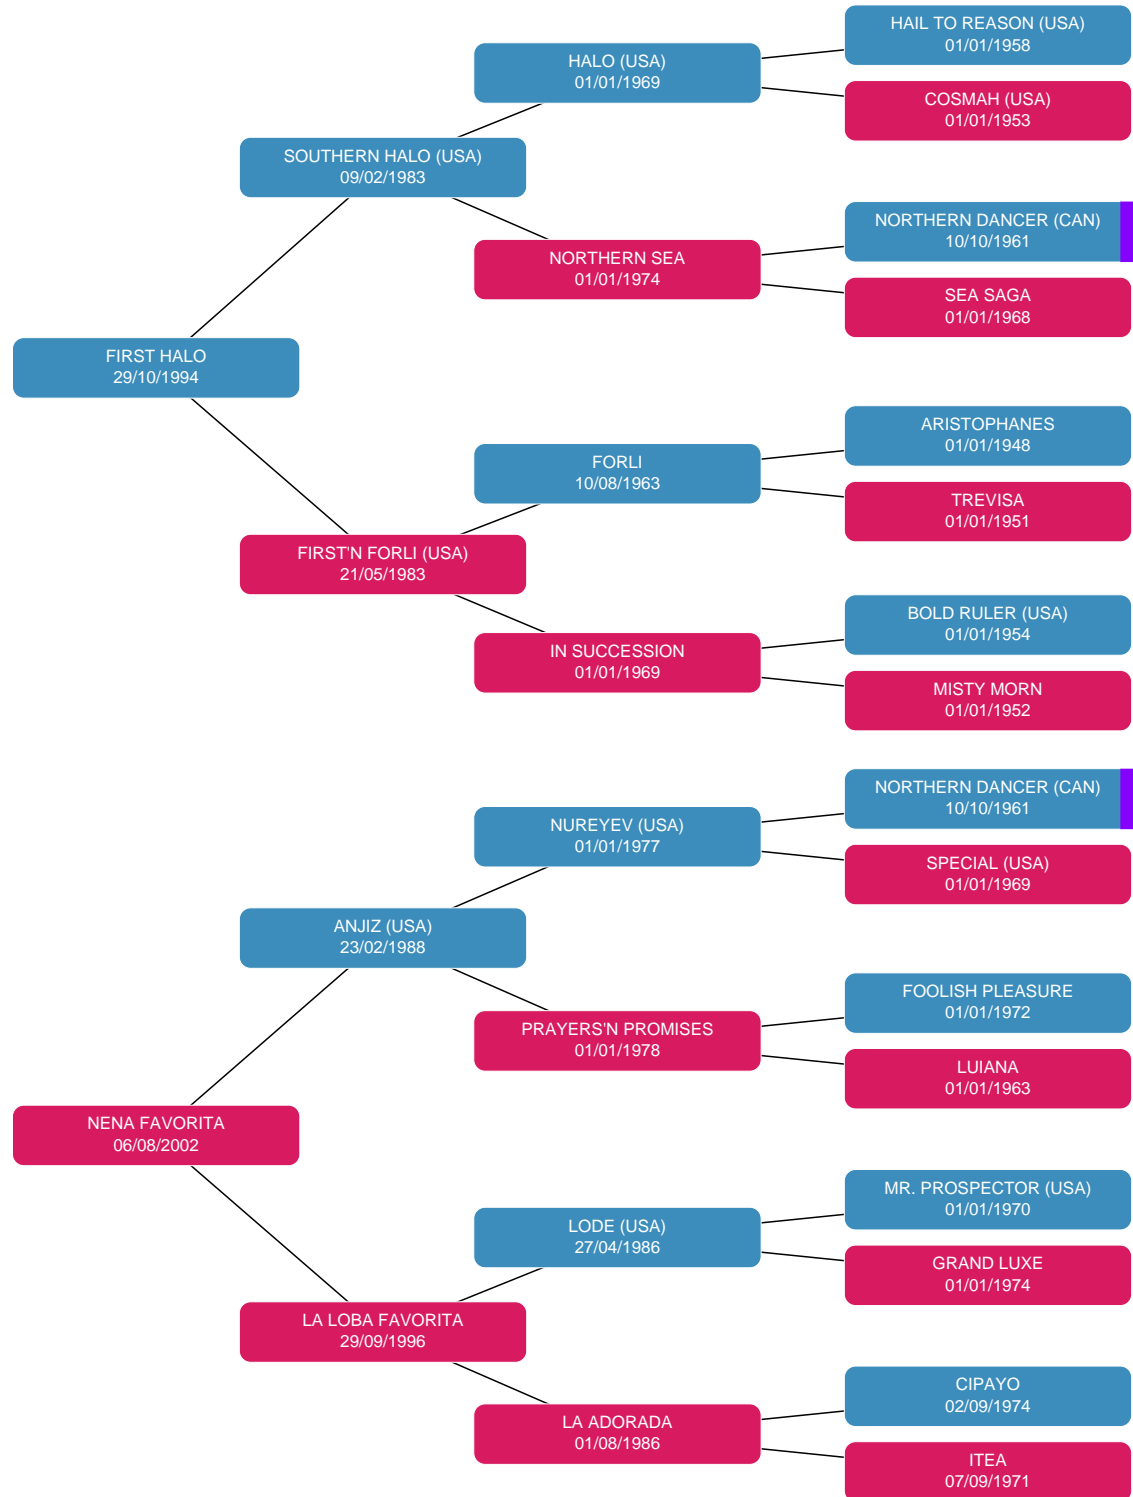 HAIL TO REASON (USA)
01/01/1958
HALO (USA)
01/01/1969
COSMAH (USA)
01/01/1953
SOUTHERN HALO (USA)
09/02/1983
NORTHERN DANCER (CAN)
10/10/1961
NORTHERN SEA
01/01/1974
SEA SAGA
01/01/1968
FIRST HALO
29/10/1994
ARISTOPHANES
01/01/1948
FORLI
10/08/1963
TREVISA
01/01/1951
FIRST'N FORLI (USA)
21/05/1983
BOLD RULER (USA)
01/01/1954
IN SUCCESSION
01/01/1969
MISTY MORN
01/01/1952
NORTHERN DANCER (CAN)
10/10/1961
NUREYEV (USA)
01/01/1977
SPECIAL (USA)
01/01/1969
ANJIZ (USA)
23/02/1988
FOOLISH PLEASURE
01/01/1972
PRAYERS'N PROMISES
01/01/1978
LUIANA
01/01/1963
NENA FAVORITA
06/08/2002
MR. PROSPECTOR (USA)
01/01/1970
LODE (USA)
27/04/1986
GRAND LUXE
01/01/1974
LA LOBA FAVORITA
29/09/1996
CIPAYO
02/09/1974
LA ADORADA
01/08/1986
ITEA
07/09/1971